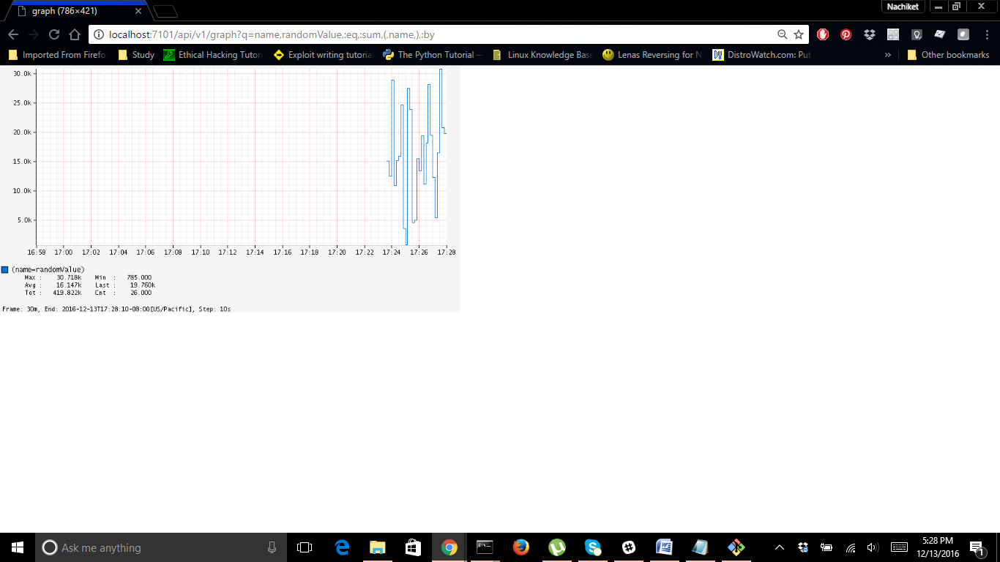 graph (786×421)
Nachiket
localhost:7101/api/v1/graph?q=name,randomValue,:eq,:sum,(,name,),:by
Imported From Firefo Study Ethical Hacking Tutori Exploit writing tutoria The Python Tutorial — Linux Knowledge Base Lenas Reversing for N DW DistroWatch.com: Put » Other bookmarks
30.0k
25.0k
20.0k
15.0k
10.0k
5.0k
16:58 17:00 17:02 17:04 17:06 17:08 17:10 17:12 17:14 17:16 17:18 17:20 17:22 17:24 17:26 17:28
(name=randomValue)
Max : 30.718k Min : 785.000
Avg : 16.147k Last : 19.760k
Tot : 419.822k Cnt : 26.000
Frame: 30m, End: 2016-12-13T17:28:10-08:00[US/Pacific], Step: 10s
Ask me anything
5:28 PM
12/13/2016
1